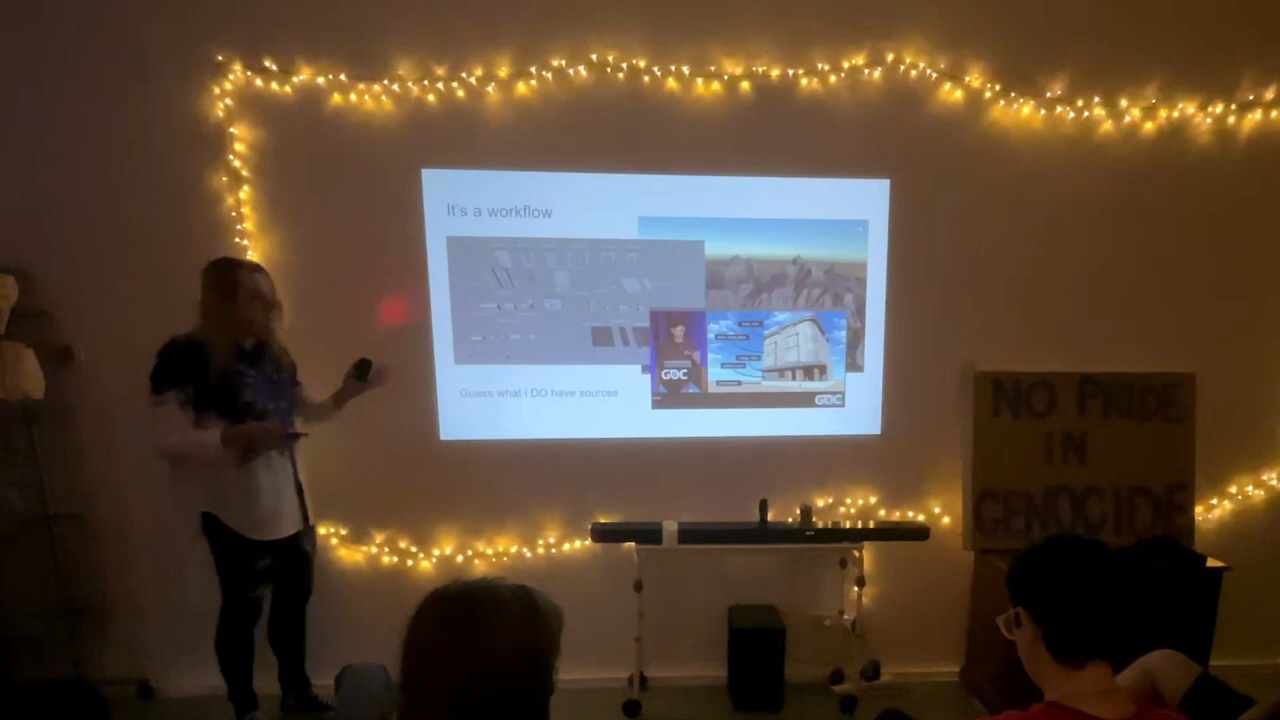 It's a workflow
GDC
GDC
Guess what i DO have sources
NO PRIDE
IN
GENOCIDE